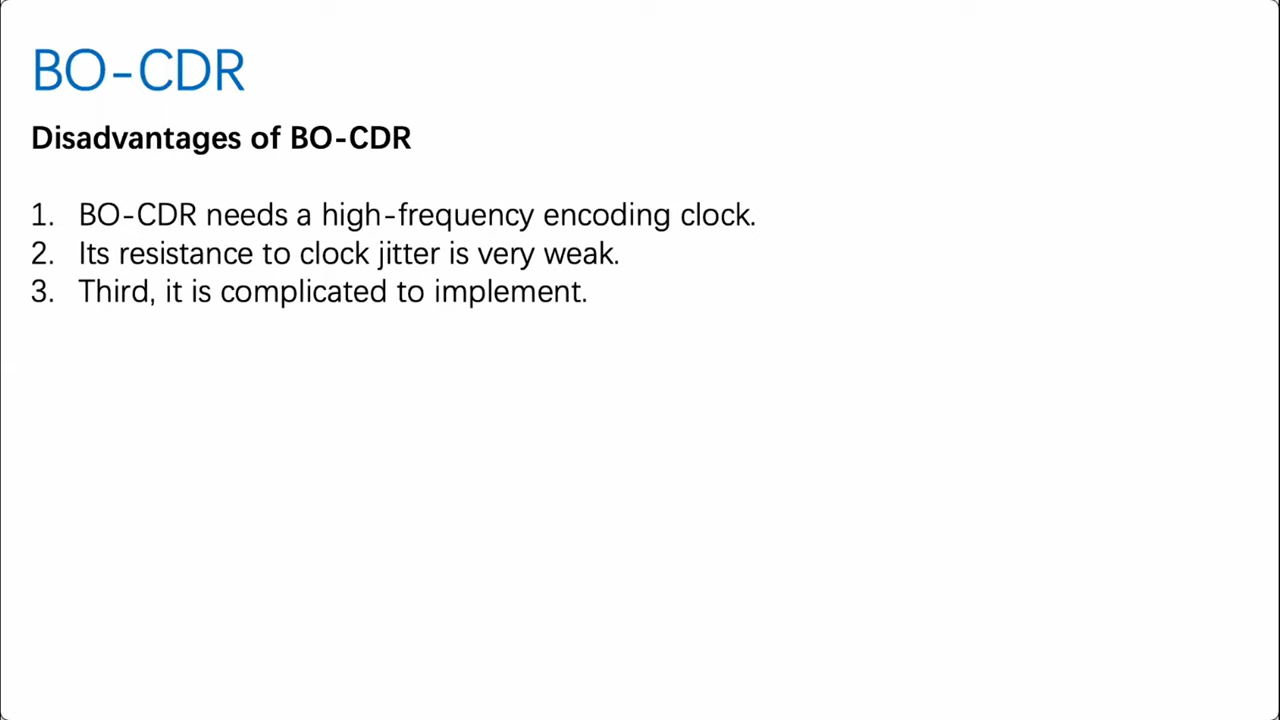 BO-CDR
Disadvantages of BO-CDR
1. BO-CDR needs a high-frequency encoding clock.
2. Its resistance to clock jitter is very weak.
3. Third, it is complicated to implement.